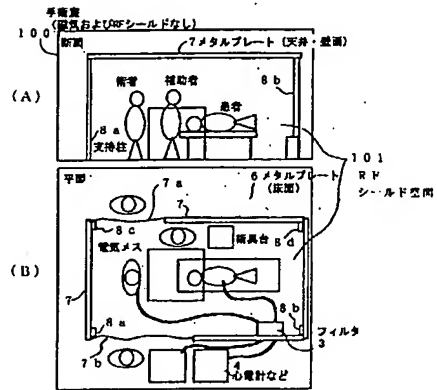 手術室
(磁気およびRFシールドなし)
100
断面
7メタルプレート(天井・壁画)
(A)
術者
補助者
患者
8b
8a
支持柱
101
RF
シールド空間
平面
6メタルプレート
(床面)
7a
7
8c
術具台
8d
電気メス
(B)
7
8a
8b
7b
フィルタ
3
4
心電計など